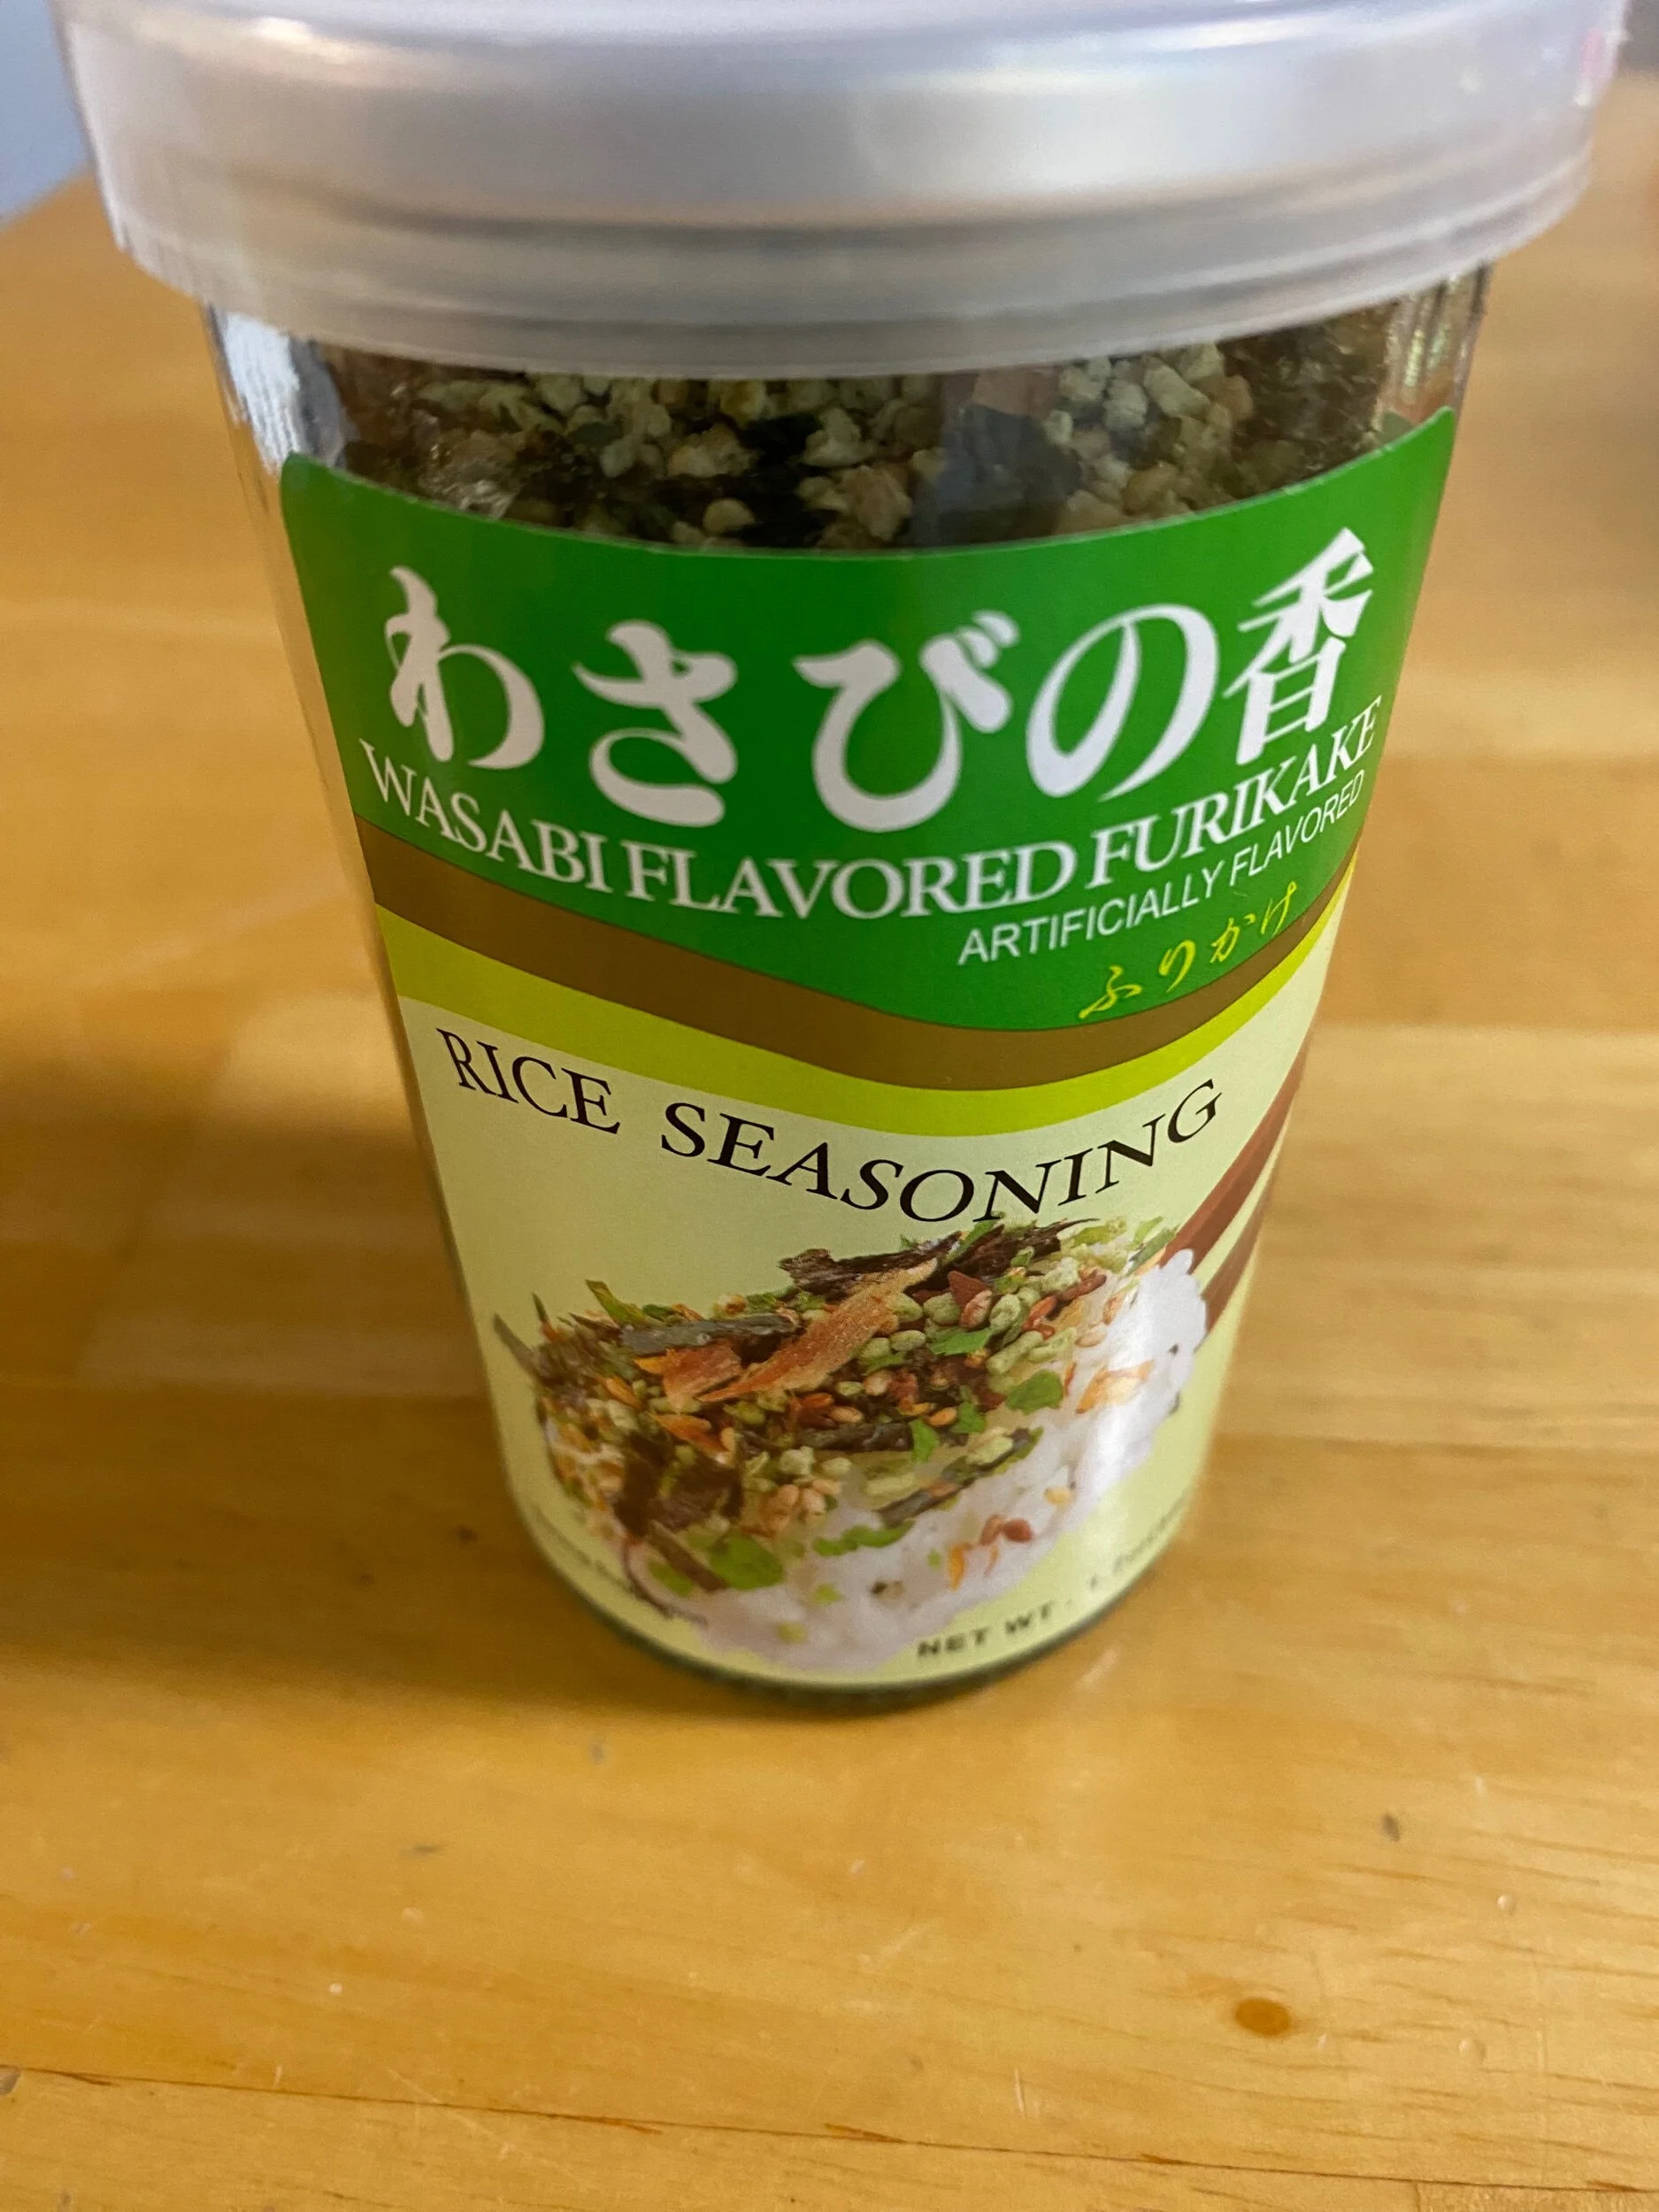 わさびの香
WASABI FLAVORED FURIKAKE
ARTIFICIALLY FLAVORED
ふりかけ
RICE SEASONING
NET WT.